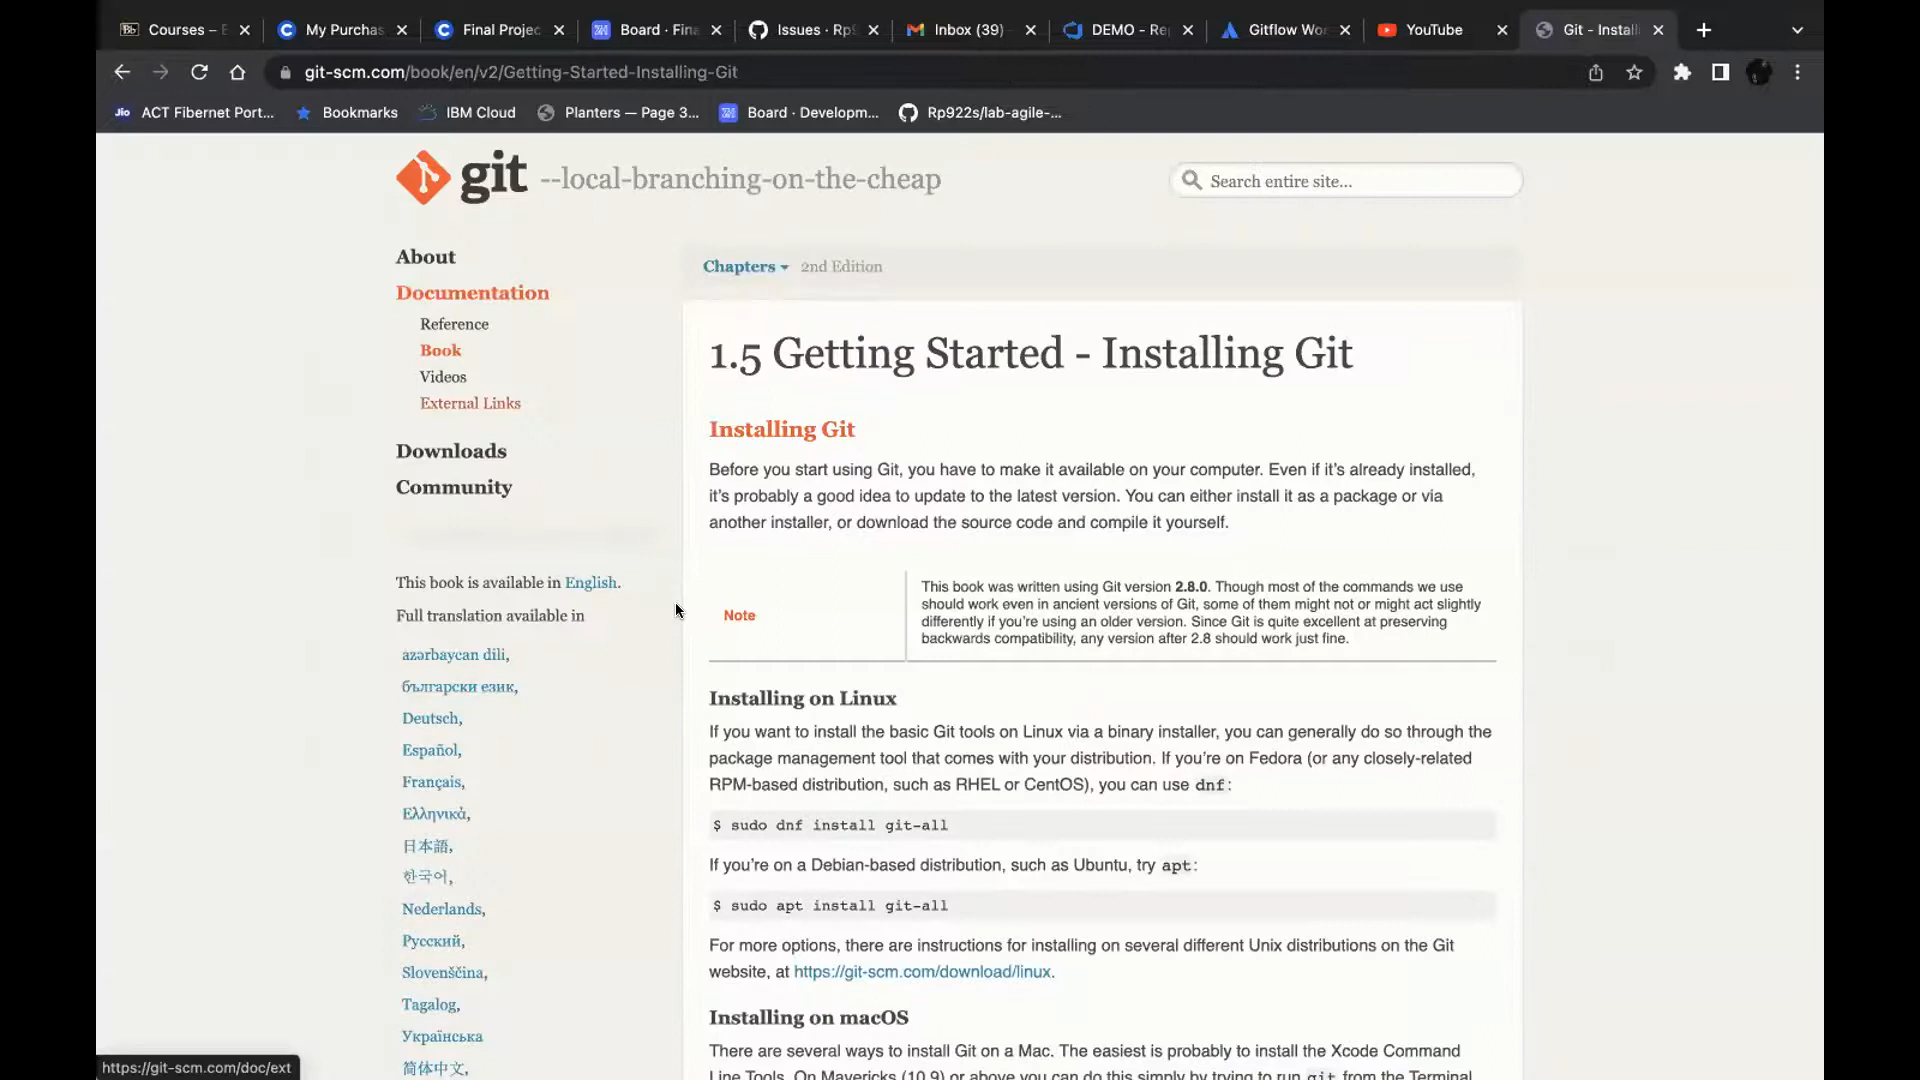 Courses –
My Purchas
Final Projec
Board · Fina
Issues · Rp9
Inbox (39)
DEMO - Re
Gitflow Wo
YouTube
Git - Install
git-scm.com/book/en/v2/Getting-Started-Installing-Git
Jio ACT Fibernet Port...
Bookmarks
IBM Cloud
Planters — Page 3...
Board · Developm...
Rp922s/lab-agile-...
git --local-branching-on-the-cheap
Search entire site...
About
Documentation
Reference
Book
Videos
External Links
Downloads
Community
This book is available in English.
Full translation available in
azərbaycan dili,
български език,
Deutsch,
Español,
Français,
Ελληνικά,
日本語,
한국어,
Nederlands,
Русский,
Slovenščina,
Tagalog,
Українська
简体中文,
Chapters 2nd Edition
1.5 Getting Started - Installing Git
Installing Git
Before you start using Git, you have to make it available on your computer. Even if it’s already installed,
it’s probably a good idea to update to the latest version. You can either install it as a package or via
another installer, or download the source code and compile it yourself.
Note
This book was written using Git version 2.8.0. Though most of the commands we use
should work even in ancient versions of Git, some of them might not or might act slightly
differently if you’re using an older version. Since Git is quite excellent at preserving
backwards compatibility, any version after 2.8 should work just fine.
Installing on Linux
If you want to install the basic Git tools on Linux via a binary installer, you can generally do so through the
package management tool that comes with your distribution. If you’re on Fedora (or any closely-related
RPM-based distribution, such as RHEL or CentOS), you can use dnf:
$ sudo dnf install git-all
If you’re on a Debian-based distribution, such as Ubuntu, try apt:
$ sudo apt install git-all
For more options, there are instructions for installing on several different Unix distributions on the Git
website, at https://git-scm.com/download/linux.
Installing on macOS
There are several ways to install Git on a Mac. The easiest is probably to install the Xcode Command
Line Tools. On Mavericks (10.9) or above you can do this simply by trying to run git from the Terminal
https://git-scm.com/doc/ext